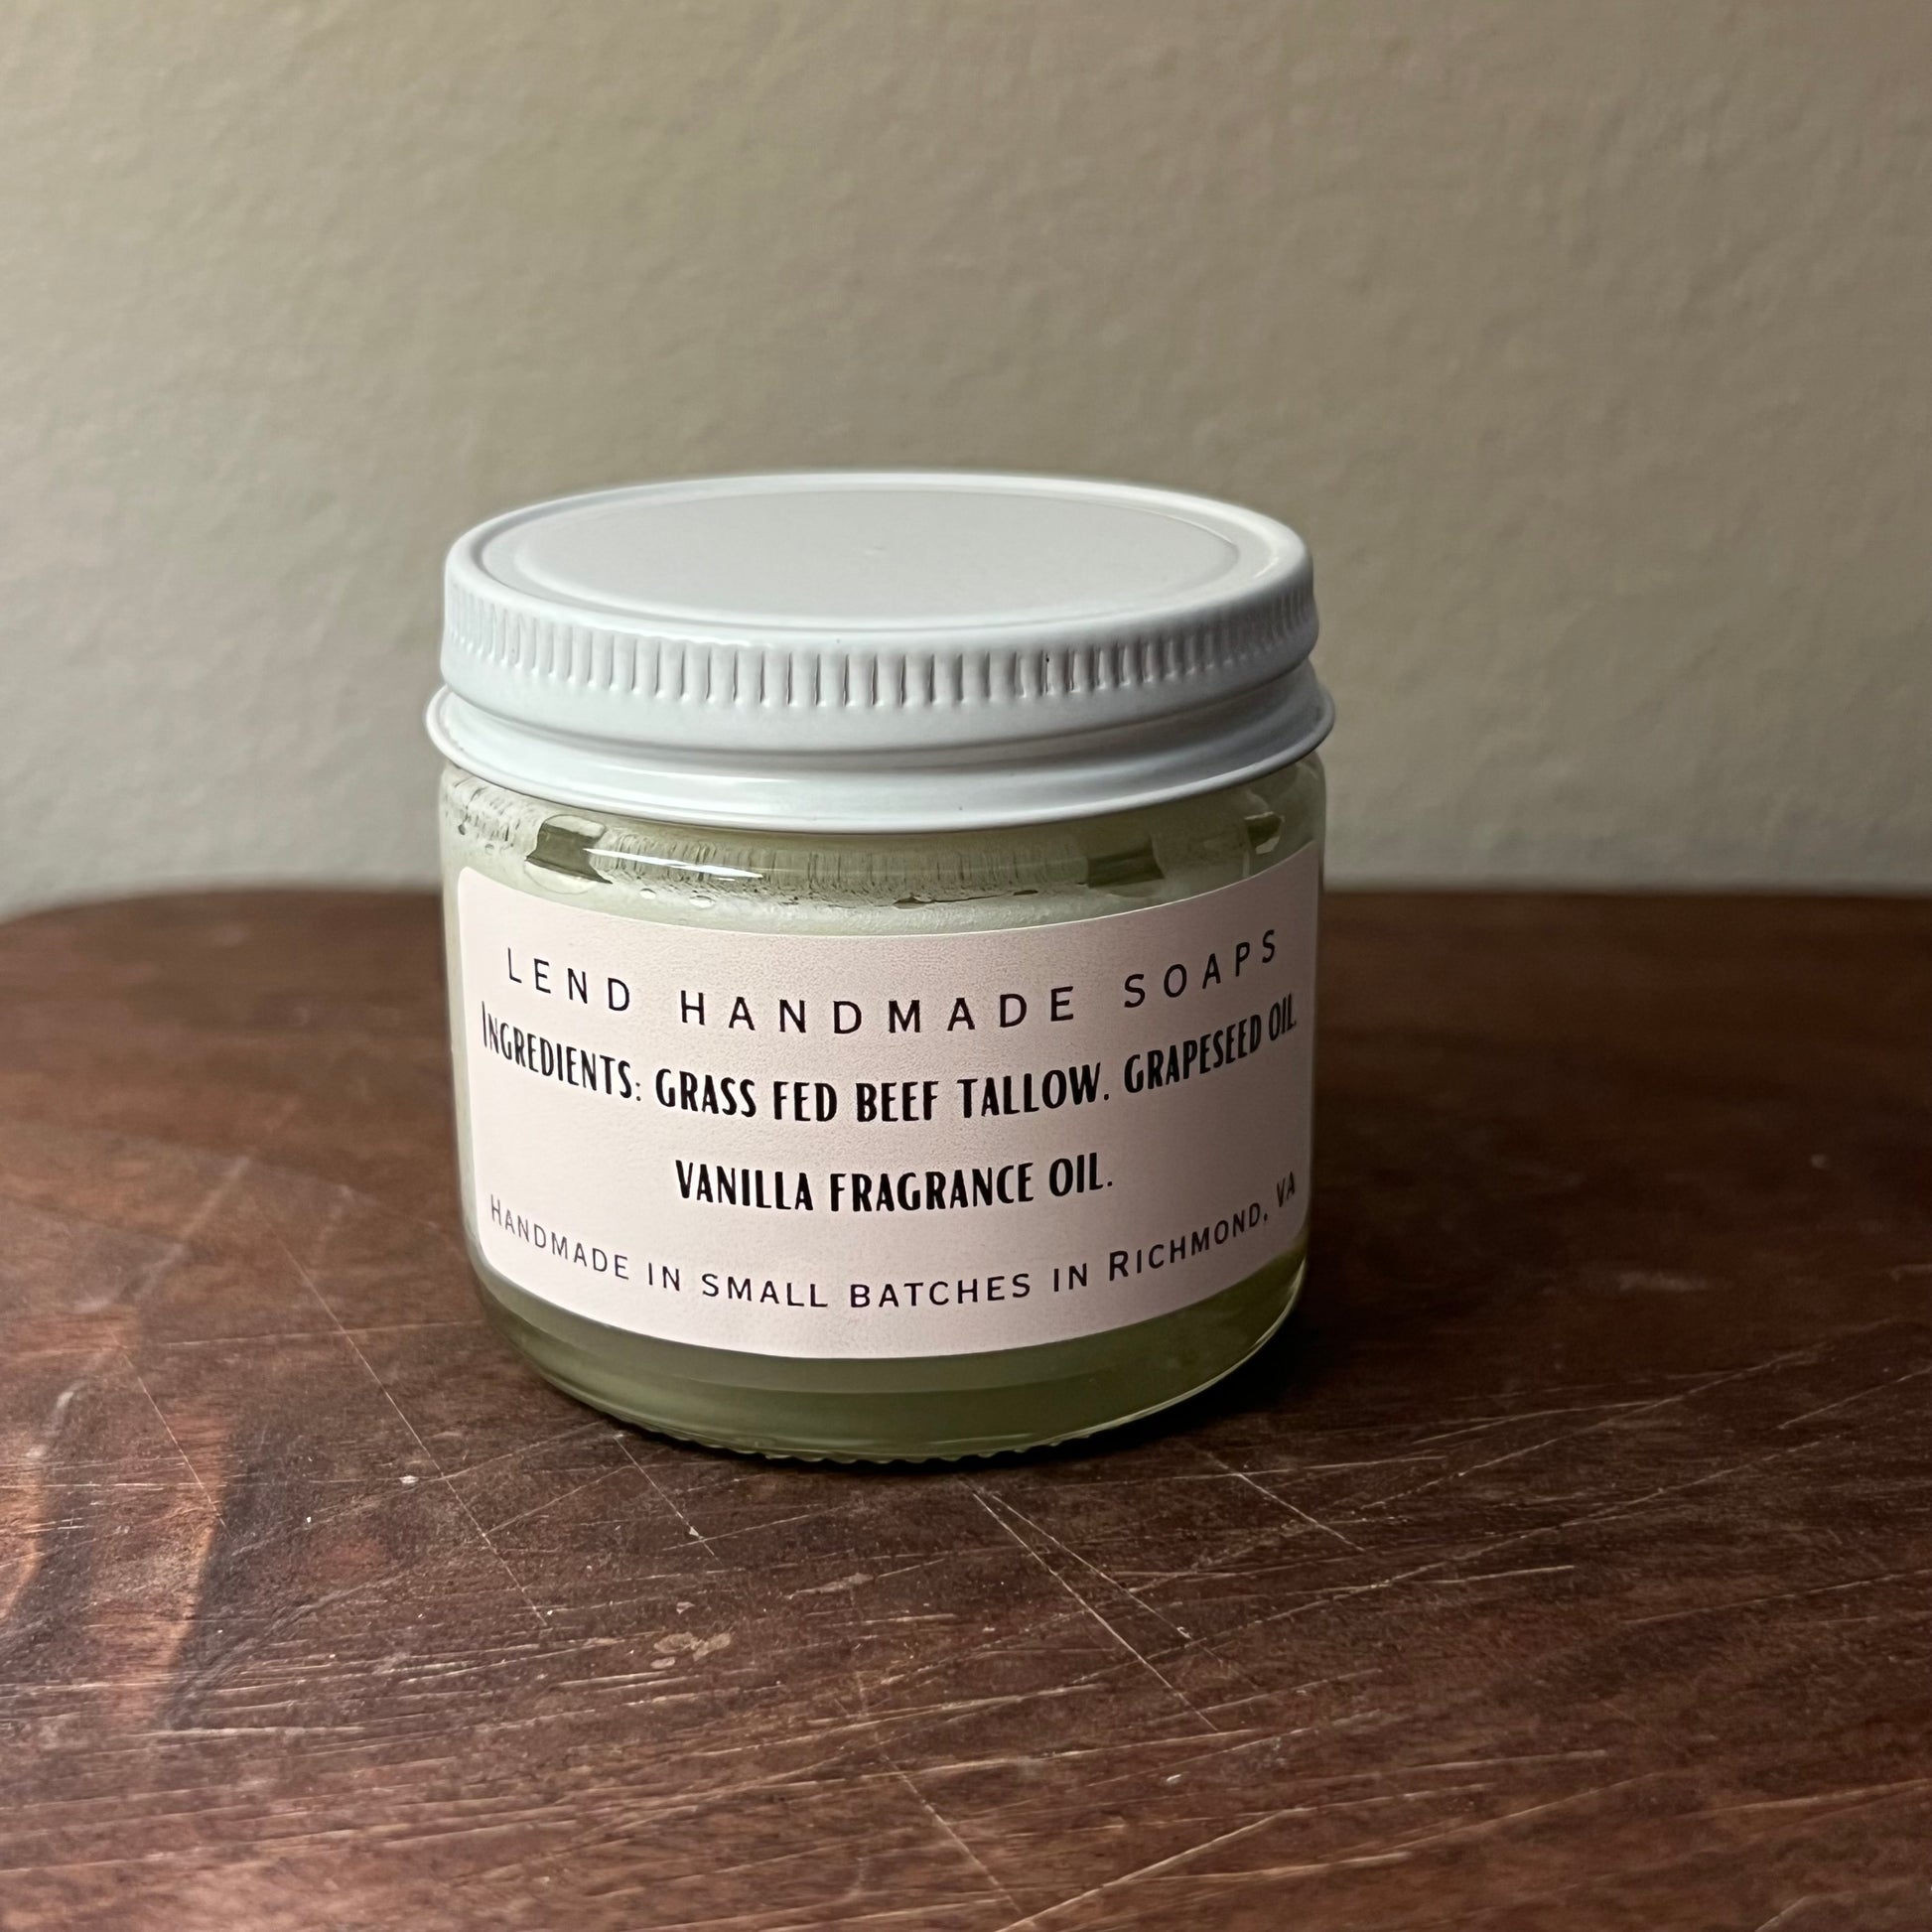 LEND HANDMADE SOAPS
INGREDIENTS: GRASS FED BEEF TALLOW. GRAPESEED OIL
VANILLA FRAGRANCE OIL.
HANDMADE IN SMALL BATCHES IN RICHMOND, VA